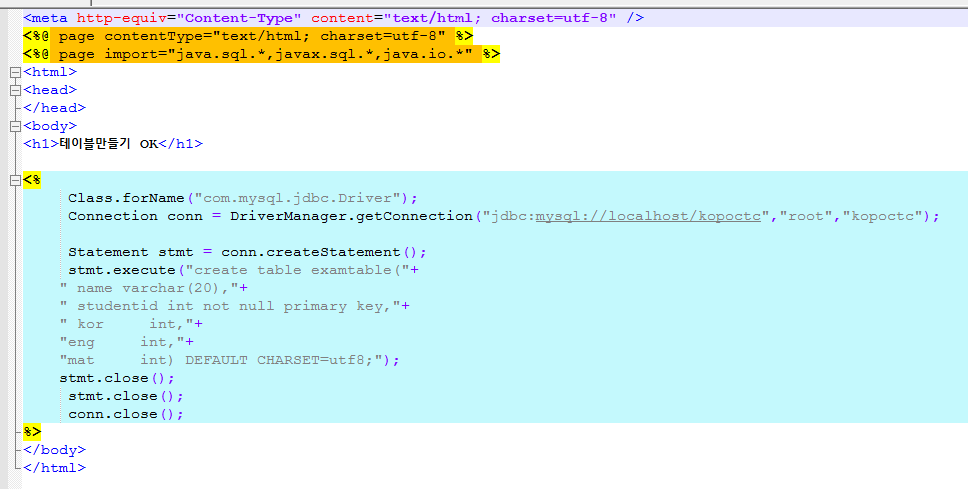 <meta http-equiv="Content-Type" content="text/html; charset=utf-8" />
<%@ page contentType="text/html; charset=utf-8" %>
<%@ page import="java.sql.*,javax.sql.*,java.io.*" %>
<html>
<head>
</head>
<body>
<h1>테이블만들기 OK</h1>
<%
Class.forName("com.mysql.jdbc.Driver");
Connection conn = DriverManager.getConnection("jdbc:mysql://localhost/kopoctc","root","kopoctc");
Statement stmt = conn.createStatement();
stmt.execute("create table examtable("+
" name varchar(20),"+
" studentid int not null primary key,"+
" kor     int,"+
"eng     int,"+
"mat     int) DEFAULT CHARSET=utf8;");
stmt.close();
stmt.close();
conn.close();
%>
</body>
</html>